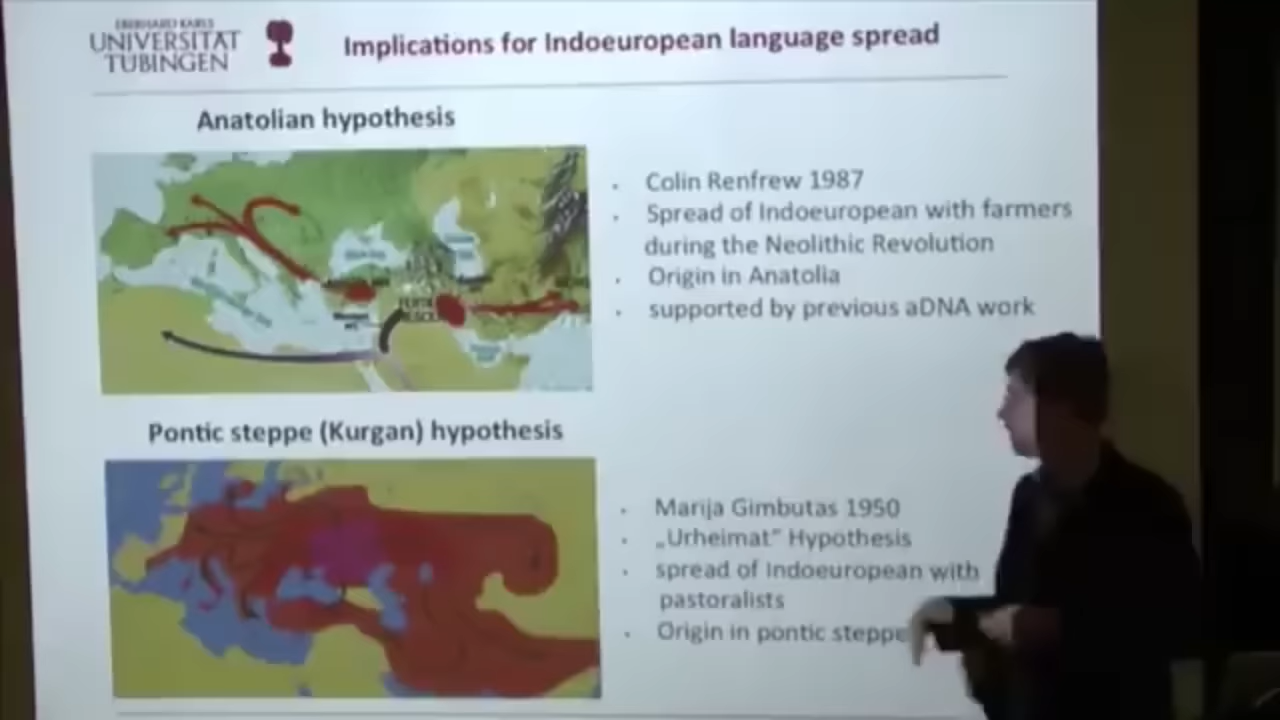 EBERHARD KARLS
UNIVERSITÄT
TÜBINGEN
Implications for Indoeuropean language spread
Anatolian hypothesis
Colin Renfrew 1987
Spread of Indoeuropean with farmers
during the Neolithic Revolution
Origin in Anatolia
supported by previous aDNA work
Pontic steppe (Kurgan) hypothesis
Marija Gimbutas 1950
„Urheimat" Hypothesis
spread of Indoeuropean with
pastoralists
Origin in pontic steppe